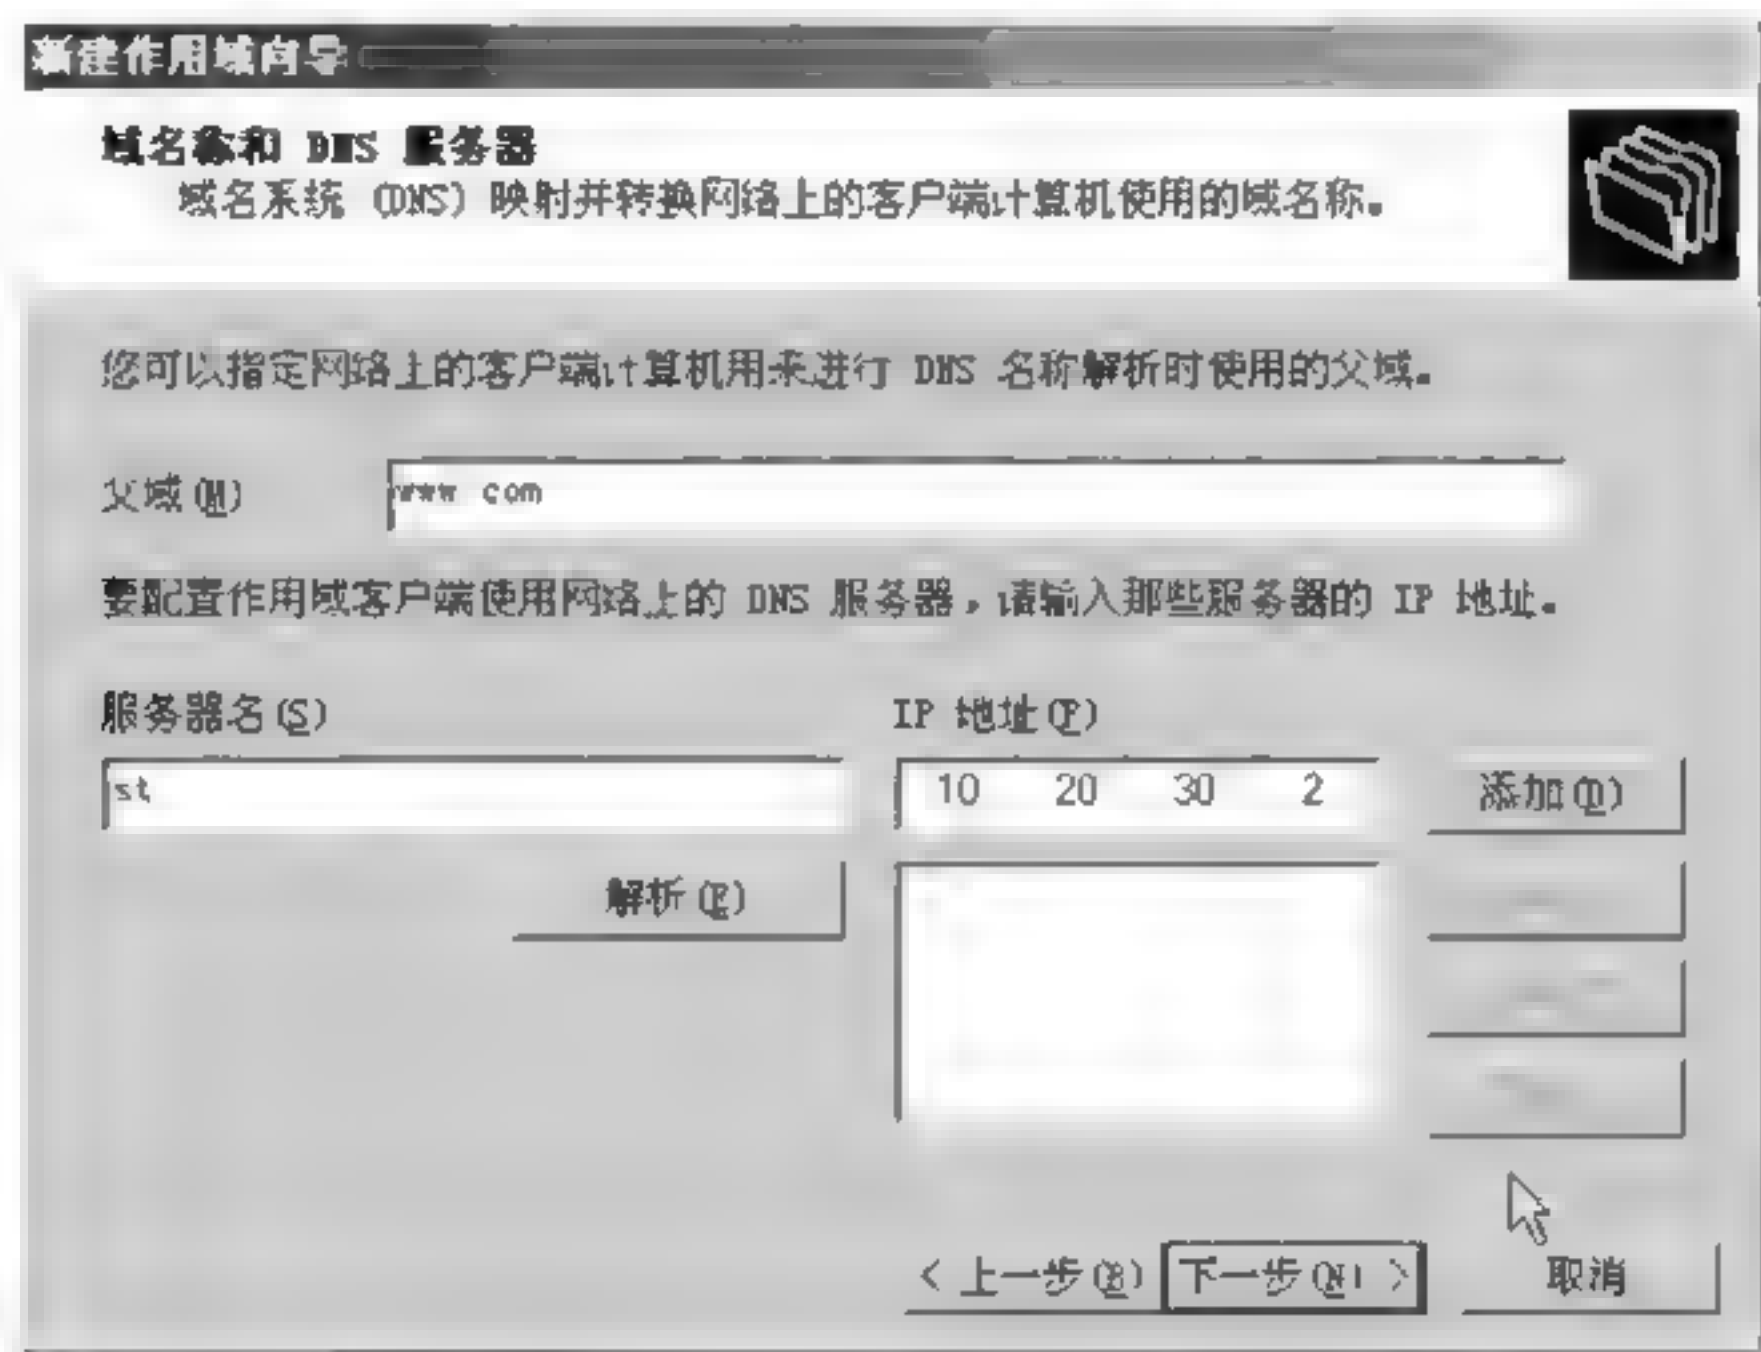 新建作用域向导
域名称和 DNS 服务器
域名系统 (DNS) 映射并转换网络上的客户端计算机使用的域名称。
您可以指定网络上的客户端计算机用来进行 DNS 名称解析时使用的父域。
父域(M) www com
要配置作用域客户端使用网络上的 DNS 服务器，请输入那些服务器的 IP 地址。
服务器名(S) IP 地址(P)
st 10 20 30 2 添加(D)
解析(E)
< 上一步(B) 下一步(N) > 取消